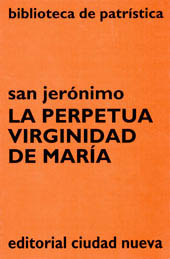 biblioteca de patrística
san jerónimo
LA PERPETUA
VIRGINIDAD
DE MARÍA
editorial ciudad nueva